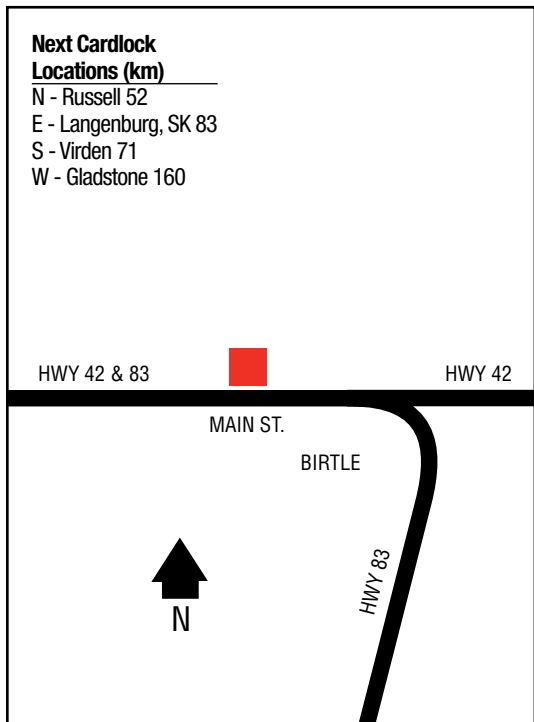 Next Cardlock
Locations (km)
N - Russell 52
E - Langenburg, SK 83
S - Virden 71
W - Gladstone 160
HWY 42 & 83
HWY 42
MAIN ST.
BIRTLE
HWY 83
N